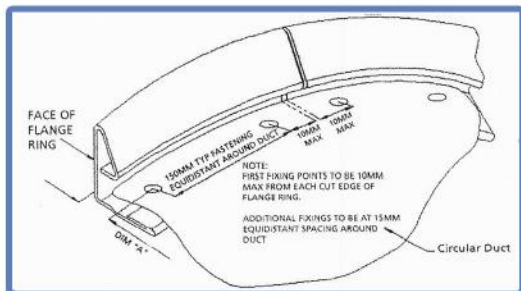 FACE OF
FLANGE
RING
150MM TYP FASTENING
EQUIDISTANT AROUND DUCT
10MM
MAX
10MM
MAX
NOTE:
FIRST FIXING POINTS TO BE 10MM
MAX FROM EACH CUT EDGE OF
FLANGE RING.
ADDITIONAL FIXINGS TO BE AT 15MM
EQUIDISTANT SPACING AROUND
DUCT
Circular Duct
DIM "A"